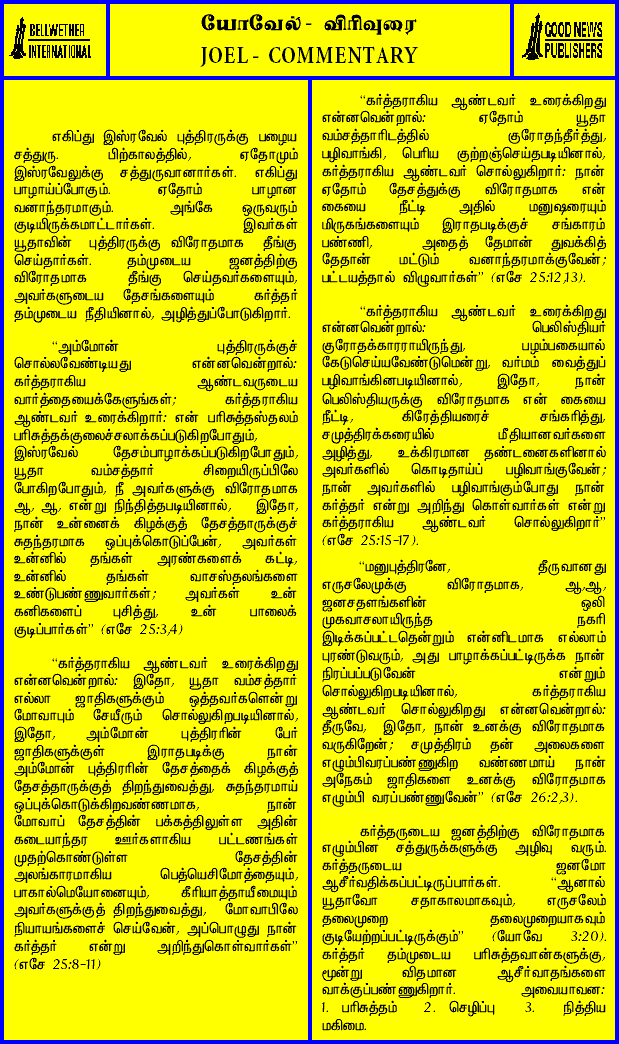 BELLWETHER
INTERNATIONAL
யோவேல் - விரிவுரை
JOEL - COMMENTARY
GOOD NEWS
PUBLISHERS
எகிப்து இஸ்ரவேல் புத்திரருக்கு பழைய
சத்துரு. பிற்காலத்தில், ஏதோமும்
இஸ்ரவேலுக்கு சத்துருவானார்கள். எகிப்து
பாழாய்ப்போகும். ஏதோம் பாழான
வனாந்தரமாகும். அங்கே ஒருவரும்
குடியிருக்கமாட்டார்கள். இவர்கள்
யூதாவின் புத்திரருக்கு விரோதமாக தீங்கு
செய்தார்கள். தம்முடைய ஜனத்திற்கு
விரோதமாக தீங்கு செய்தவர்களையும்,
அவர்களுடைய தேசங்களையும் கர்த்தர்
தம்முடைய நீதியினால், அழித்துப்போடுகிறார்.
“அம்மோன் புத்திரருக்குச்
சொல்லவேண்டியது என்னவென்றால்:
கர்த்தராகிய ஆண்டவருடைய
வார்த்தையைக்கேளுங்கள்; கர்த்தராகிய
ஆண்டவர் உரைக்கிறார்: என் பரிசுத்தஸ்தலம்
பரிசுத்தக்குலைச்சலாக்கப்படுகிறபோதும்,
இஸ்ரவேல் தேசம்பாழாக்கப்படுகிறபோதும்,
யூதா வம்சத்தார் சிறையிருப்பிலே
போகிறபோதும், நீ அவர்களுக்கு விரோதமாக
ஆ, ஆ, என்று நிந்தித்தபடியினால், இதோ,
நான் உன்னைக் கிழக்குத் தேசத்தாருக்குச்
சுதந்தரமாக ஒப்புக்கொடுப்பேன், அவர்கள்
உன்னில் தங்கள் அரண்களைக் கட்டி,
உன்னில் தங்கள் வாசஸ்தலங்களை
உண்டுபண்ணுவார்கள்; அவர்கள் உன்
கனிகளைப் புசித்து, உன் பாலைக்
குடிப்பார்கள்” (எசே 25:3,4)
“கர்த்தராகிய ஆண்டவர் உரைக்கிறது
என்னவென்றால்: இதோ, யூதா வம்சத்தார்
எல்லா ஜாதிகளுக்கும் ஒத்தவர்களென்று
மோவாபும் சேயீரும் சொல்லுகிறபடியினால்,
இதோ, அம்மோன் புத்திரரின் பேர்
ஜாதிகளுக்குள் இராதபடிக்கு நான்
அம்மோன் புத்திரரின் தேசத்தைக் கிழக்குத்
தேசத்தாருக்குத் திறந்துவைத்து, சுதந்தரமாய்
ஒப்புக்கொடுக்கிறவண்ணமாக, நான்
மோவாப் தேசத்தின் பக்கத்திலுள்ள அதின்
கடையாந்தர ஊர்களாகிய பட்டணங்கள்
முதற்கொண்டுள்ள தேசத்தின்
அலங்காரமாகிய பெத்யெசிமோத்தையும்,
பாகால்மெயோனையும், கீரியாத்தாயீமையும்
அவர்களுக்குத் திறந்துவைத்து, மோவாபிலே
நியாயங்களைச் செய்வேன், அப்பொழுது நான்
கர்த்தர் என்று அறிந்துகொள்வார்கள்”
(எசே 25:8-11)
“கர்த்தராகிய ஆண்டவர் உரைக்கிறது
என்னவென்றால்: ஏதோம் யூதா
வம்சத்தாரிடத்தில் குரோதந்தீர்த்து,
பழிவாங்கி, பெரிய குற்றஞ்செய்தபடியினால்,
கர்த்தராகிய ஆண்டவர் சொல்லுகிறார்: நான்
ஏதோம் தேசத்துக்கு விரோதமாக என்
கையை நீட்டி அதில் மனுஷரையும்
மிருகங்களையும் இராதபடிக்குச் சங்காரம்
பண்ணி, அதைத் தேமான் துவக்கித்
தேதான் மட்டும் வனாந்தரமாக்குவேன்;
பட்டயத்தால் விழுவார்கள்” (எசே 25:12,13).
“கர்த்தராகிய ஆண்டவர் உரைக்கிறது
என்னவென்றால்: பெலிஸ்தியர்
குரோதக்காரராயிருந்து, பழம்பகையால்
கேடுசெய்யவேண்டுமென்று, வர்மம் வைத்துப்
பழிவாங்கினபடியினால், இதோ, நான்
பெலிஸ்தியருக்கு விரோதமாக என் கையை
நீட்டி, கிரேத்தியரைச் சங்கரித்து,
சமுத்திரக்கரையில் மீதியானவர்களை
அழித்து, உக்கிரமான தண்டனைகளினால்
அவர்களில் கொடிதாய்ப் பழிவாங்குவேன்;
நான் அவர்களில் பழிவாங்கும்போது நான்
கர்த்தர் என்று அறிந்து கொள்வார்கள் என்று
கர்த்தராகிய ஆண்டவர் சொல்லுகிறார்”
(எசே 25:15-17).
“மனுபுத்திரனே, தீருவானது
எருசலேமுக்கு விரோதமாக, ஆ,ஆ,
ஜனசதளங்களின் ஒலி
முகவாசலாயிருந்த நகரி
இடிக்கப்பட்டதென்றும் என்னிடமாக எல்லாம்
புரண்டுவரும், அது பாழாக்கப்பட்டிருக்க நான்
நிரப்பப்படுவேன் என்றும்
சொல்லுகிறபடியினால், கர்த்தராகிய
ஆண்டவர் சொல்லுகிறது என்னவென்றால்:
தீருவே, இதோ, நான் உனக்கு விரோதமாக
வருகிறேன்; சமுத்திரம் தன் அலைகளை
எழும்பிவரப்பண்ணுகிற வண்ணமாய் நான்
அநேகம் ஜாதிகளை உனக்கு விரோதமாக
எழும்பி வரப்பண்ணுவேன்” (எசே 26:2,3).
கர்த்தருடைய ஜனத்திற்கு விரோதமாக
எழும்பின சத்துருக்களுக்கு அழிவு வரும்.
கர்த்தருடைய ஜனமோ
ஆசீர்வதிக்கப்பட்டிருப்பார்கள். “ஆனால்
யூதாவோ சதாகாலமாகவும், எருசலேம்
தலைமுறை தலைமுறையாகவும்
குடியேற்றப்பட்டிருக்கும்” (யோவே 3:20).
கர்த்தர் தம்முடைய பரிசுத்தவான்களுக்கு,
மூன்று விதமான ஆசீர்வாதங்களை
வாக்குப்பண்ணுகிறார். அவையாவன:
1. பரிசுத்தம் 2. செழிப்பு 3. நித்திய
மகிமை.